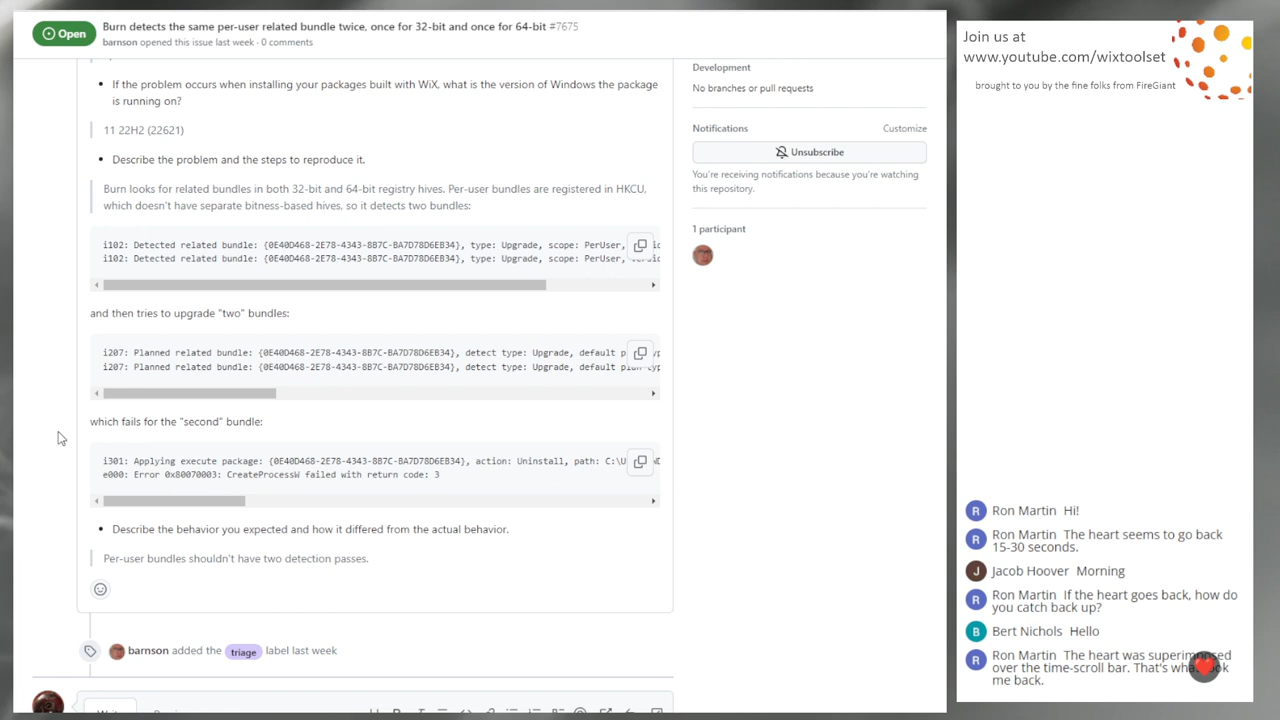 Open
Burn detects the same per-user related bundle twice, once for 32-bit and once for 64-bit #7675
barnson opened this issue last week · 0 comments
• If the problem occurs when installing your packages built with WiX, what is the version of Windows the package
is running on?
11 22H2 (22621)
• Describe the problem and the steps to reproduce it.
Burn looks for related bundles in both 32-bit and 64-bit registry hives. Per-user bundles are registered in HKCU,
which doesn't have separate bitness-based hives, so it detects two bundles:
i102: Detected related bundle: {0E40D468-2E78-4343-8B7C-BA7D78D6EB34}, type: Upgrade, scope: PerUser,
i102: Detected related bundle: {0E40D468-2E78-4343-8B7C-BA7D78D6EB34}, type: Upgrade, scope: PerUser,
and then tries to upgrade "two" bundles:
i207: Planned related bundle: {0E40D468-2E78-4343-8B7C-BA7D78D6EB34}, detect type: Upgrade, default
i207: Planned related bundle: {0E40D468-2E78-4343-8B7C-BA7D78D6EB34}, detect type: Upgrade, default
which fails for the "second" bundle:
i301: Applying execute package: {0E40D468-2E78-4343-8B7C-BA7D78D6EB34}, action: Uninstall, path:
e000: Error 0x80070003: CreateProcessW failed with return code: 3
• Describe the behavior you expected and how it differed from the actual behavior.
Per-user bundles shouldn't have two detection passes.
barnson added the triage label last week
Development
No branches or pull requests
Notifications
Customize
Unsubscribe
You're receiving notifications because you're watching
this repository.
1 participant
Join us at
www.youtube.com/wixtoolset
brought to you by the fine folks from FireGiant
R Ron Martin Hi!
R Ron Martin The heart seems to go back
15-30 seconds.
J Jacob Hoover Morning
R Ron Martin If the heart goes back, how do
you catch back up?
B Bert Nichols Hello
R Ron Martin The heart was superimposed
over the time-scroll bar. That's what took
me back.